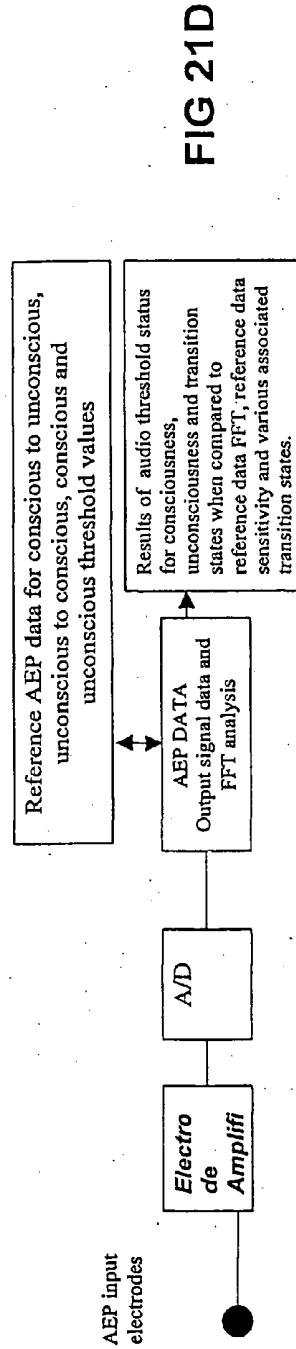 AEP input
electrodes
Electro
de
Amplifi
A/D
AEP DATA
Output signal data and
FFT analysis
Reference AEP data for conscious to unconscious,
unconscious to conscious, conscious and
unconscious threshold values
Results of audio threshold status
for consciousness,
unconsciousness and transition
states when compared to
reference data FFT, reference data
sensitivity and various associated
transition states.
FIG 21D